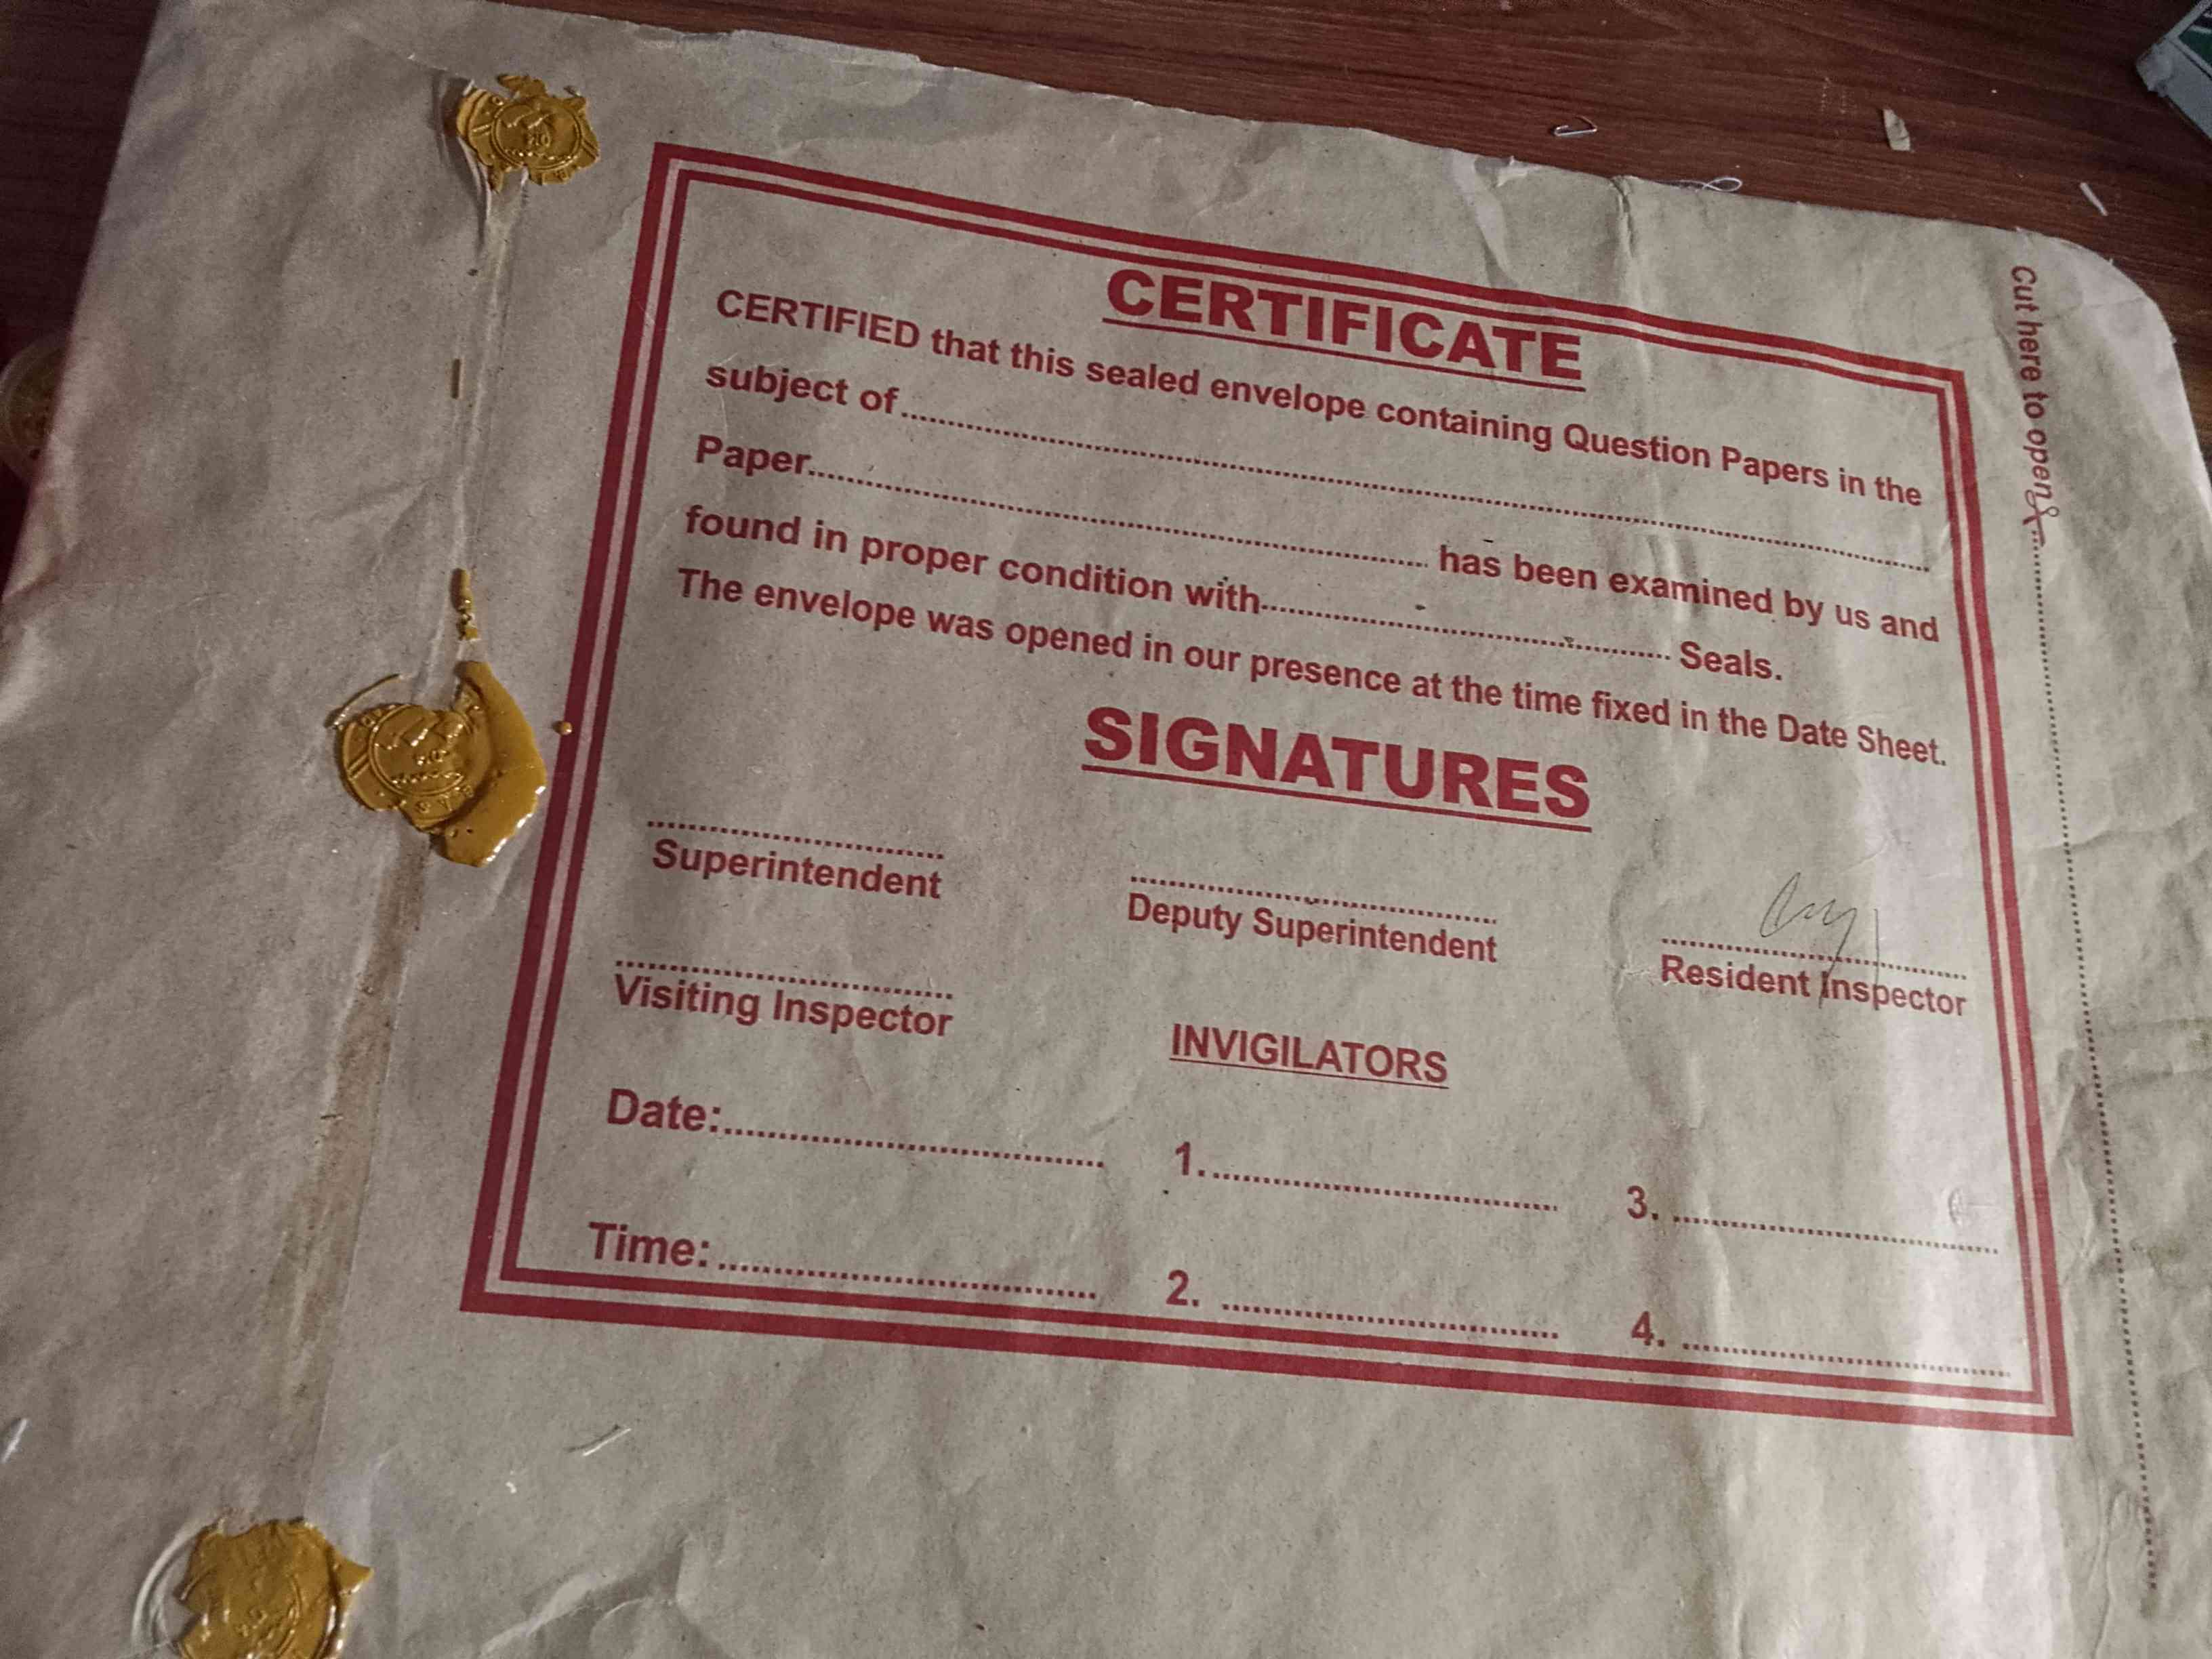 Cut here to open
CERTIFICATE
CERTIFIED that this sealed envelope containing Question Papers in the
subject of..............................
Paper.............................. has been examined by us and
found in proper condition with.............................. Seals.
The envelope was opened in our presence at the time fixed in the Date Sheet.
SIGNATURES
Superintendent
Deputy Superintendent
Resident Inspector
Visiting Inspector
INVIGILATORS
Date:..............................
1...............................
3. ..............................
Time:..............................
2. ..............................
4. ..............................